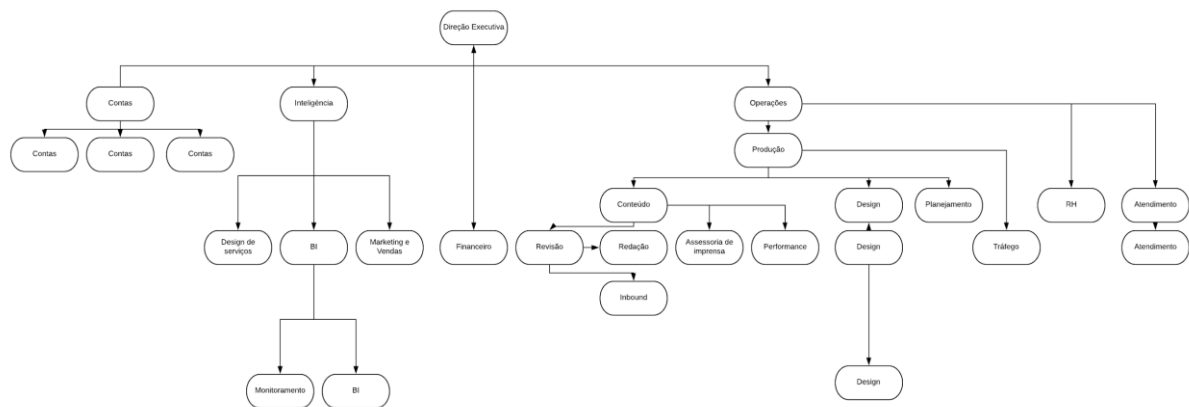 Direção Executiva
Contas
Inteligência
Operações
Contas
Contas
Contas
Produção
Conteúdo
Design
Planejamento
RH
Atendimento
Design de
serviços
BI
Marketing e
Vendas
Financeiro
Revisão
Redação
Assessoria de
imprensa
Performance
Design
Tráfego
Atendimento
Inbound
Monitoramento
BI
Design